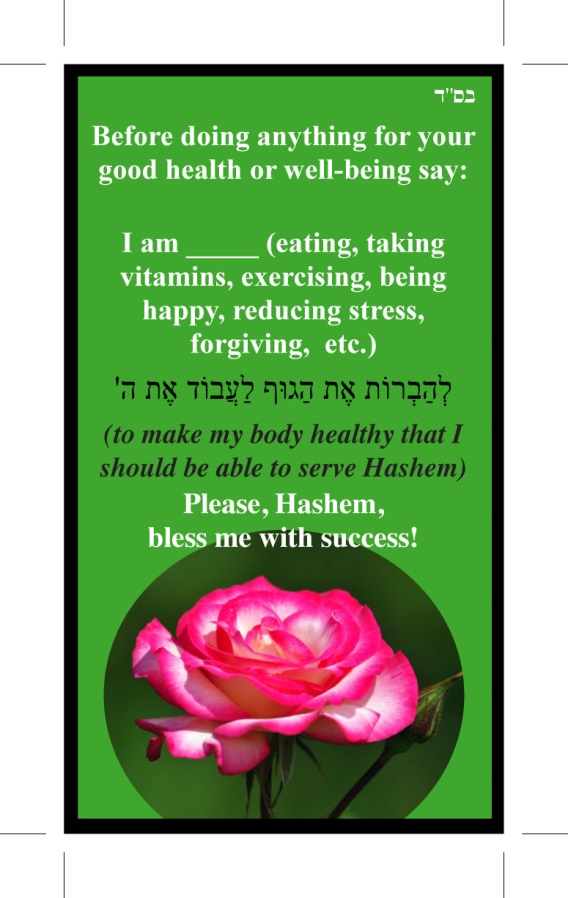 בס"ד
Before doing anything for your
good health or well-being say:
I am _____ (eating, taking
vitamins, exercising, being
happy, reducing stress,
forgiving,  etc.)
לְהַבְרוֹת אֶת הַגוּף לַעֲבוֹד אֶת ה'
(to make my body healthy that I
should be able to serve Hashem)
Please, Hashem,
bless me with success!